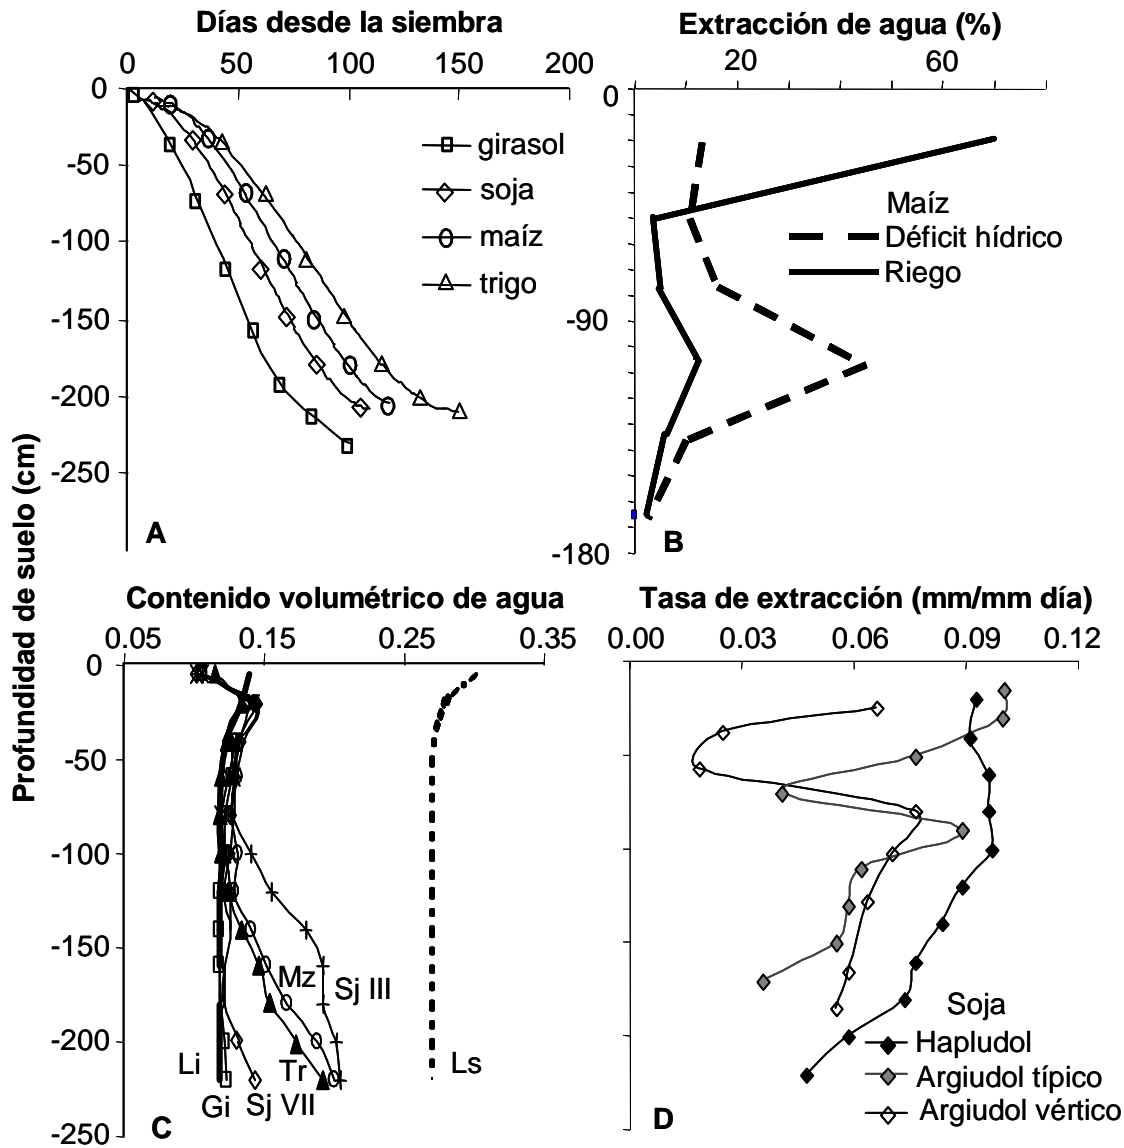 Días desde la siembra
0 50 100 150 200
0
-50
-100
-150
-200
-250
girasol
soja
maíz
trigo
A
Extracción de agua (%)
20 60
0
-90
-180
Maíz
Déficit hídrico
Riego
B
Profundidad de suelo (cm)
Contenido volumétrico de agua
0.05 0.15 0.25 0.35
0
-50
-100
-150
-200
-250
Mz
Sj III
Li
Tr
Ls
Gi
Sj VII
C
Tasa de extracción (mm/mm día)
0.00 0.03 0.06 0.09 0.12
Soja
Hapludol
Argiudol típico
Argiudol vértico
D